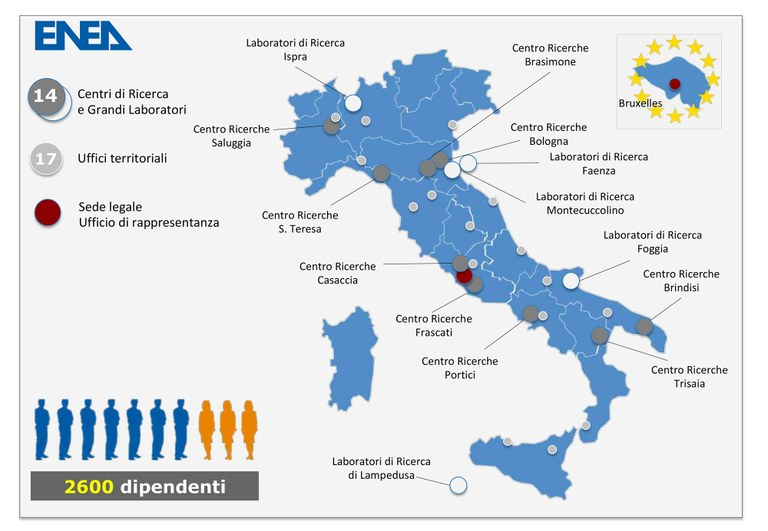 ENEA
14
Centri di Ricerca
e Grandi Laboratori
17
Uffici territoriali
Sede legale
Ufficio di rappresentanza
Laboratori di Ricerca
Ispra
Centro Ricerche
Brasimone
Bruxelles
Centro Ricerche
Saluggia
Centro Ricerche
Bologna
Laboratori di Ricerca
Faenza
Laboratori di Ricerca
Montecuccolino
Centro Ricerche
S. Teresa
Laboratori di Ricerca
Foggia
Centro Ricerche
Casaccia
Centro Ricerche
Brindisi
Centro Ricerche
Frascati
Centro Ricerche
Portici
Centro Ricerche
Trisaia
Laboratori di Ricerca
di Lampedusa
2600 dipendenti